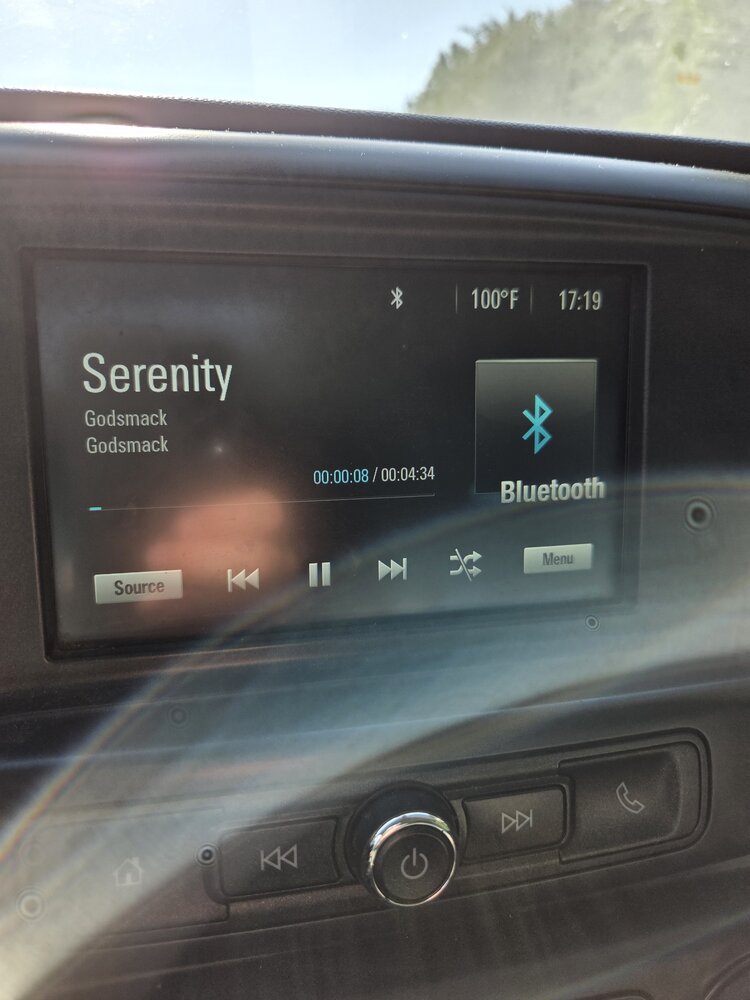 100°F 17:19
Serenity
Godsmack
Godsmack
00:00:08 / 00:04:34
Bluetooth
Source
Menu